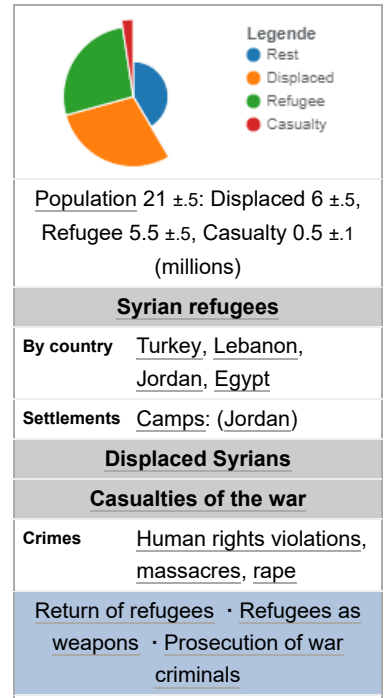 Legende
Rest
Displaced
Refugee
Casualty
Population 21 ±.5: Displaced 6 ±.5,
Refugee 5.5 ±.5, Casualty 0.5 ±.1
(millions)
Syrian refugees
By country Turkey, Lebanon,
Jordan, Egypt
Settlements Camps: (Jordan)
Displaced Syrians
Casualties of the war
Crimes Human rights violations,
massacres, rape
Return of refugees · Refugees as
weapons · Prosecution of war
criminals